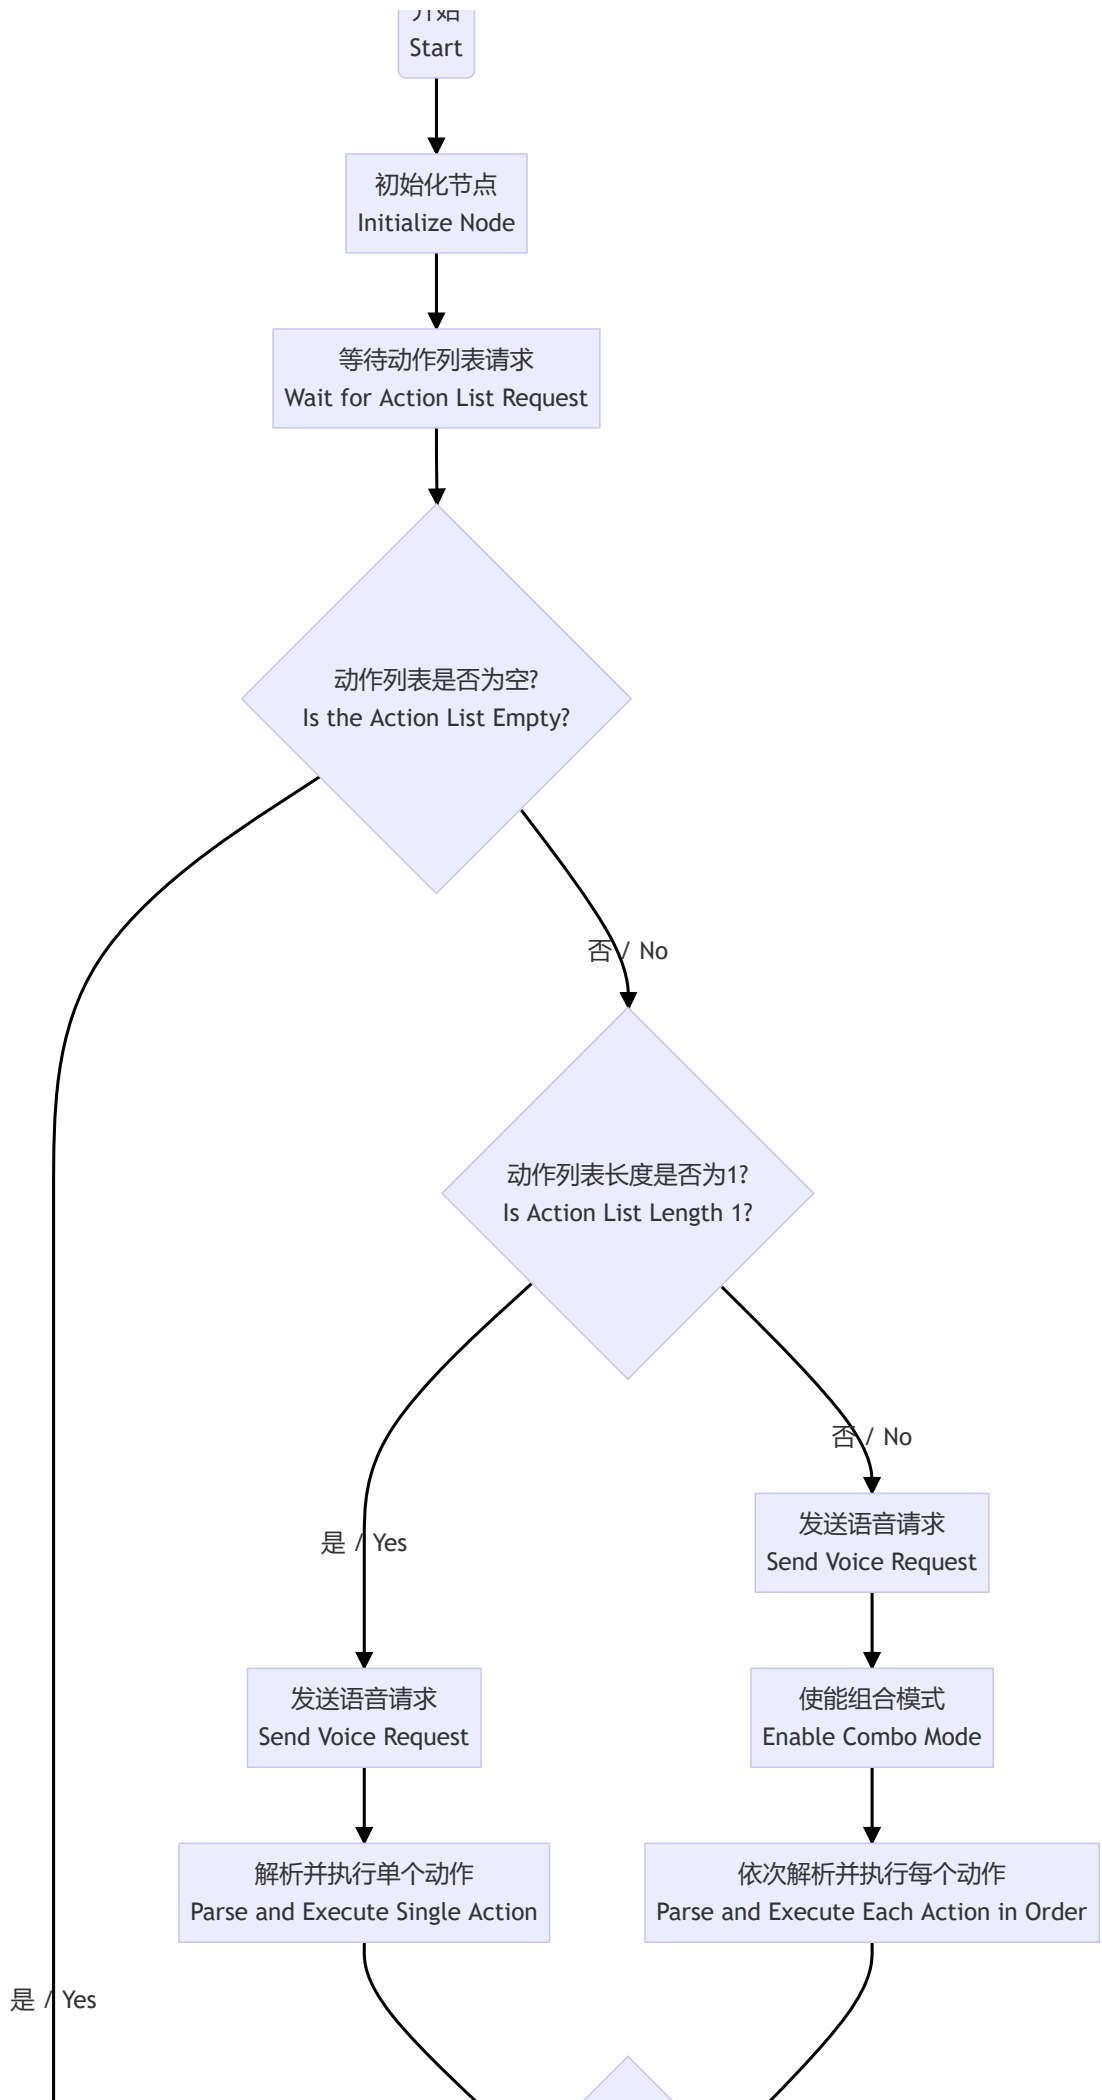 开始
Start
初始化节点
Initialize Node
等待动作列表请求
Wait for Action List Request
动作列表是否为空?
Is the Action List Empty?
否 / No
动作列表长度是否为1?
Is Action List Length 1?
否 / No
发送语音请求
Send Voice Request
是 / Yes
发送语音请求
Send Voice Request
使能组合模式
Enable Combo Mode
解析并执行单个动作
Parse and Execute Single Action
依次解析并执行每个动作
Parse and Execute Each Action in Order
是 / Yes